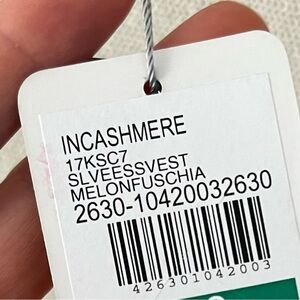 INCASHMERE
17KSC7
SLVEESSVEST
MELONFUSCHIA
2630-10420032630
426301042003